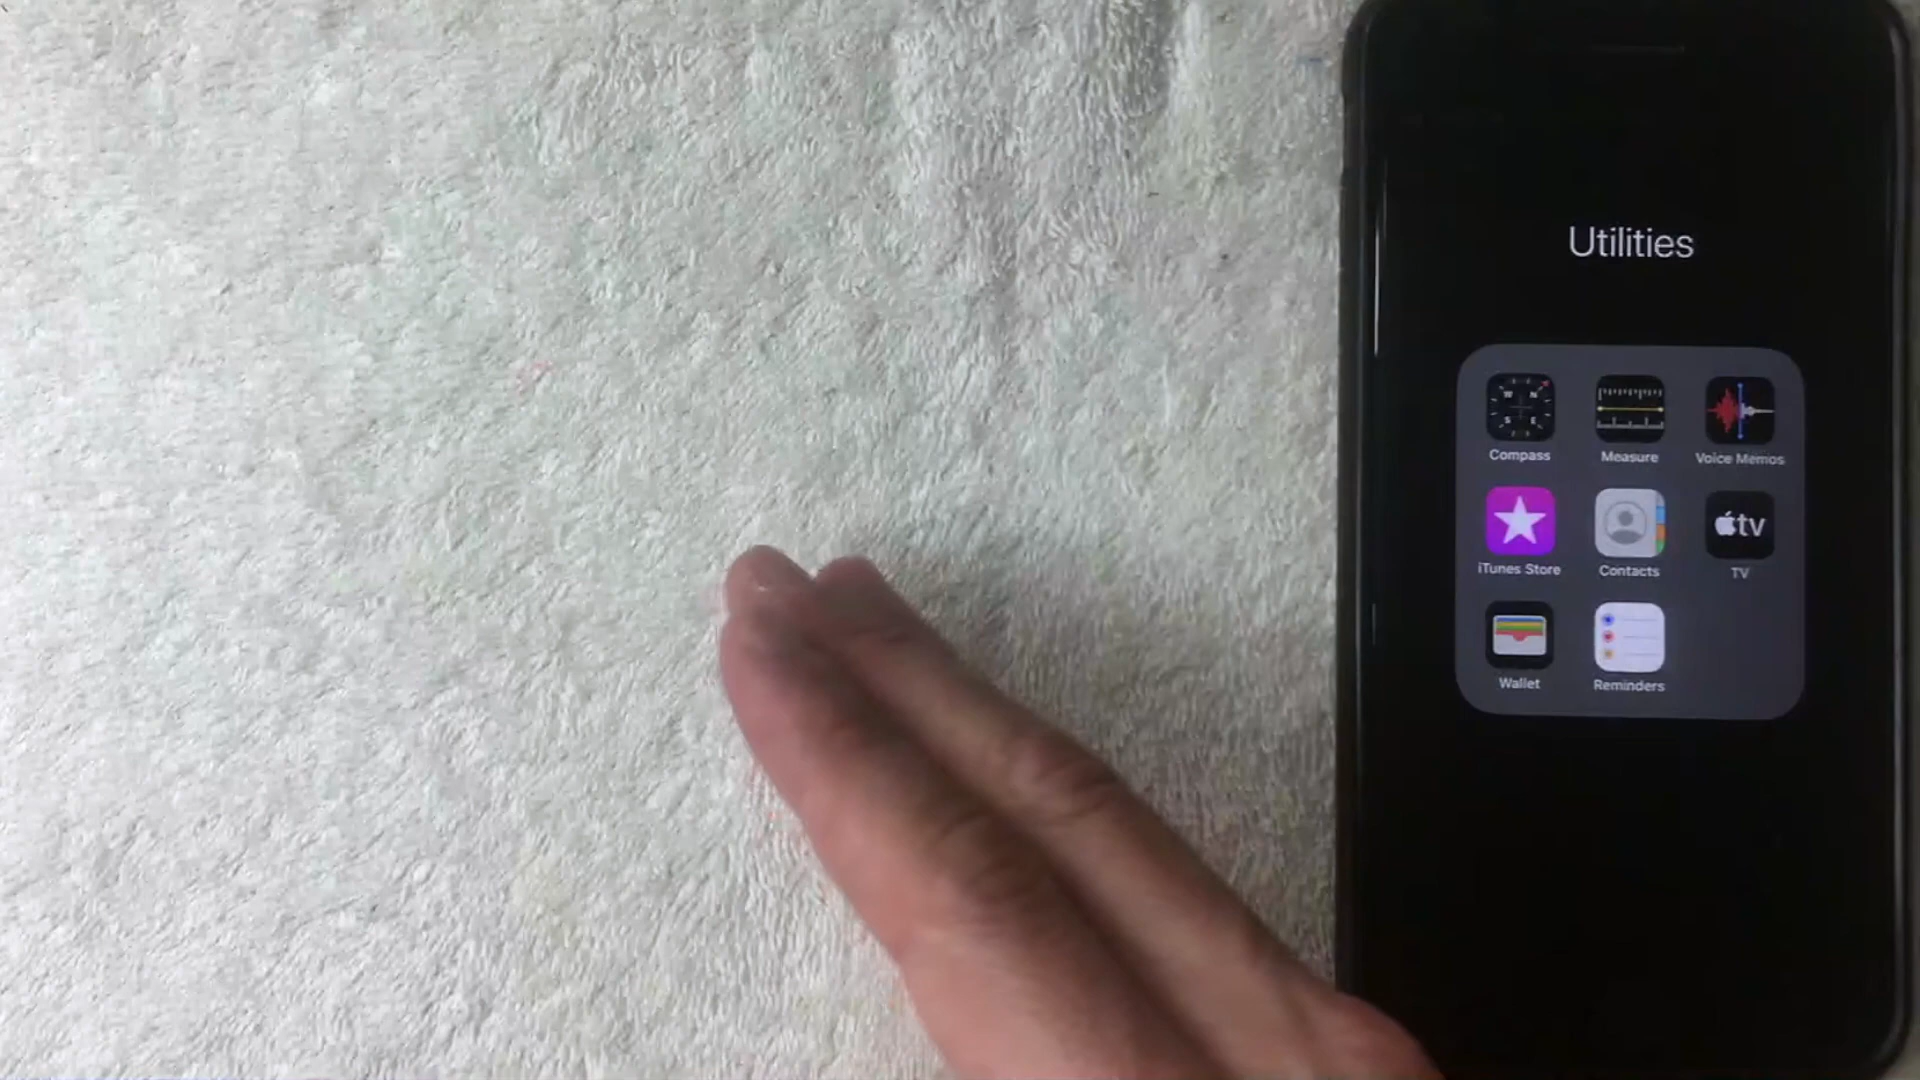 Utilities
Compass
Measure
Voice Memos
iTunes Store
Contacts
tv
TV
Wallet
Reminders